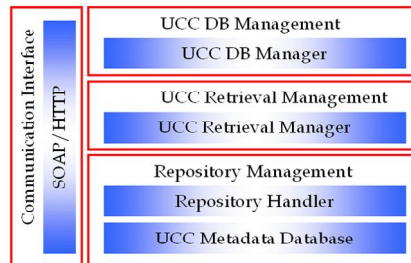 Communication Interface
SOAP/HTTP
UCC DB Management
UCC DB Manager
UCC Retrieval Management
UCC Retrieval Manager
Repository Management
Repository Handler
UCC Metadata Database